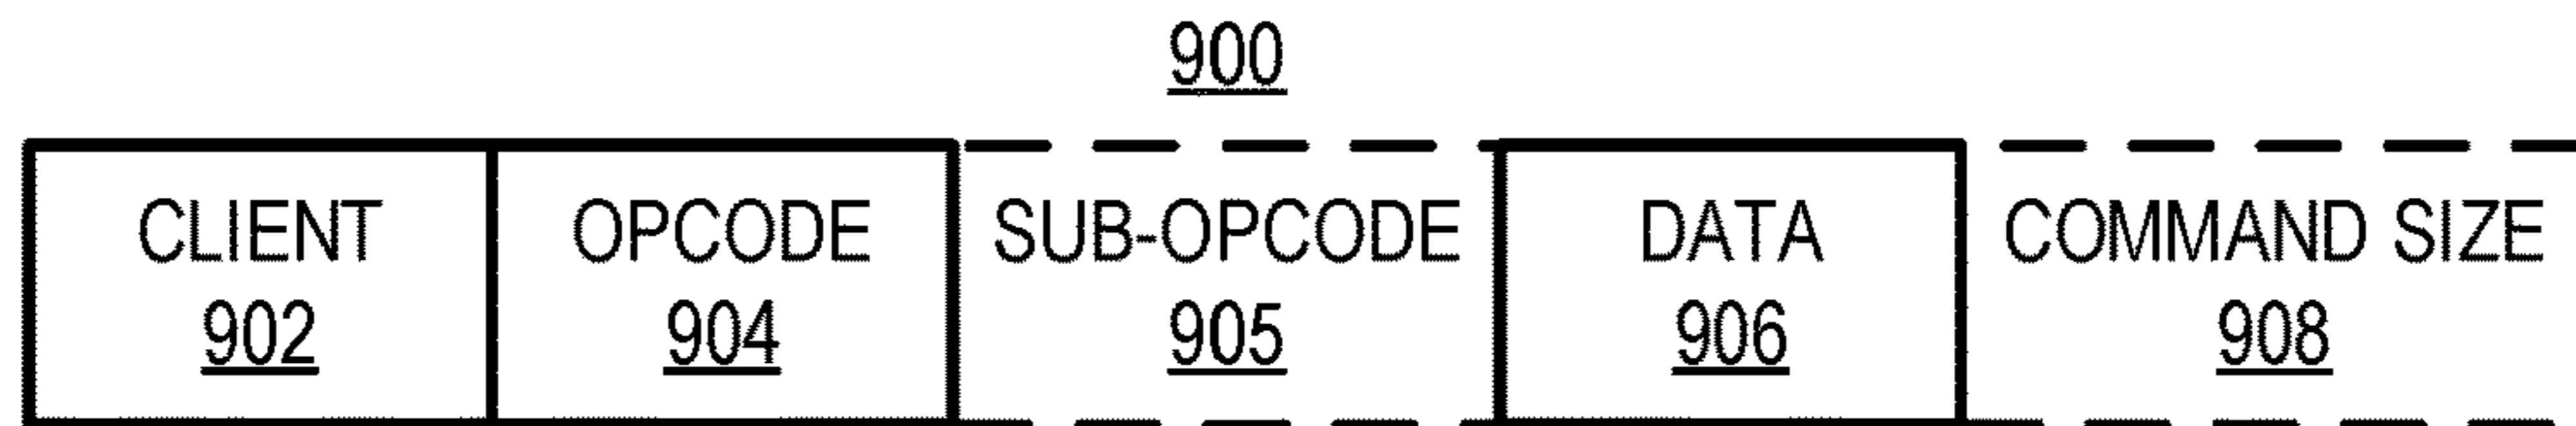 900
CLIENT OPCODE SUB-OPCODE DATA COMMAND SIZE
902 904 905 906 908